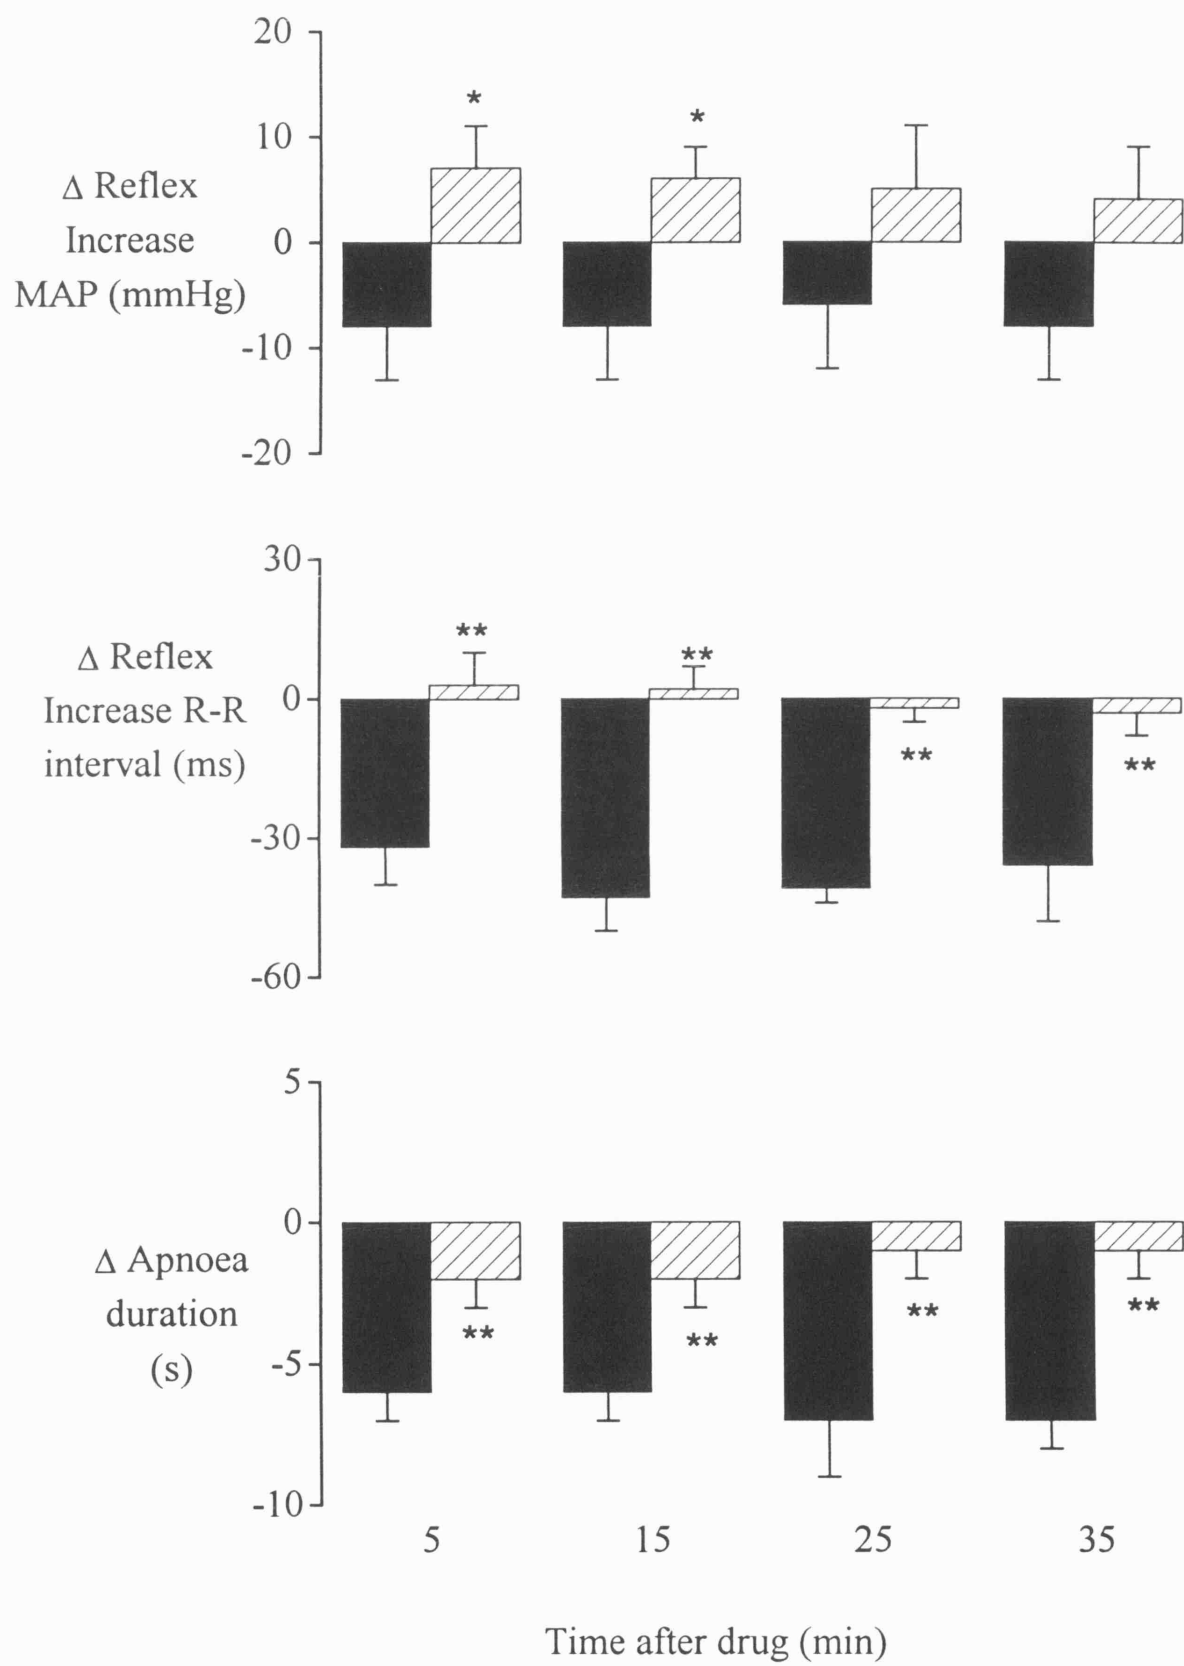 20
10
0
-10
-20
Δ Reflex
Increase
MAP (mmHg)
*
*
30
0
-30
-60
Δ Reflex
Increase R-R
interval (ms)
**
**
**
**
5
0
-5
-10
Δ Apnoea
duration
(s)
**
**
**
**
5 15 25 35
Time after drug (min)